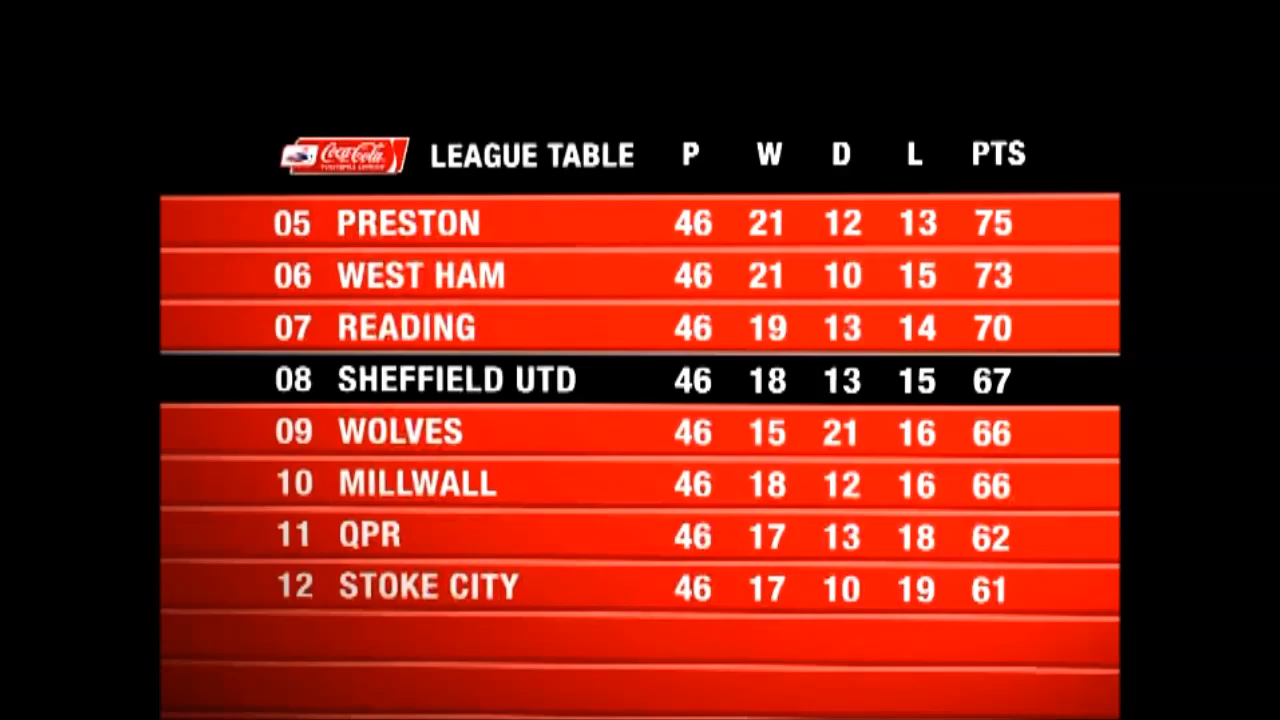 Coca-Cola LEAGUE TABLE P W D L PTS
05 PRESTON 46 21 12 13 75
06 WEST HAM 46 21 10 15 73
07 READING 46 19 13 14 70
08 SHEFFIELD UTD 46 18 13 15 67
09 WOLVES 46 15 21 16 66
10 MILLWALL 46 18 12 16 66
11 QPR 46 17 13 18 62
12 STOKE CITY 46 17 10 19 61